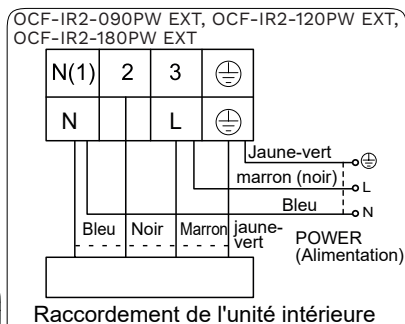 OCF-IR2-090PW EXT, OCF-IR2-120PW EXT,
OCF-IR2-180PW EXT
N(1) 2 3
N L
Jaune-vert
marron (noir) L
Bleu N
Bleu Noir Marron jaune-
vert
POWER
(Alimentation)
Raccordement de l'unité intérieure